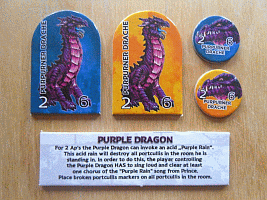 PURPURNER DRACHE
2 6
PURPURNER DRACHE
2 6
PURPURNER DRACHE
PURPURNER DRACHE
PURPLE DRAGON
For 2 Ap's the Purple Dragon can invoke an acid „Purple Rain".
This acid rain will destroy all portculls in the room he is
standing in. In order to do this, the player controlling
the Purple Dragon HAS to sing loud and clear at least
one chorus of the "Purple Rain" song from Prince.
Place broken portculls markers on all portculls in the room.